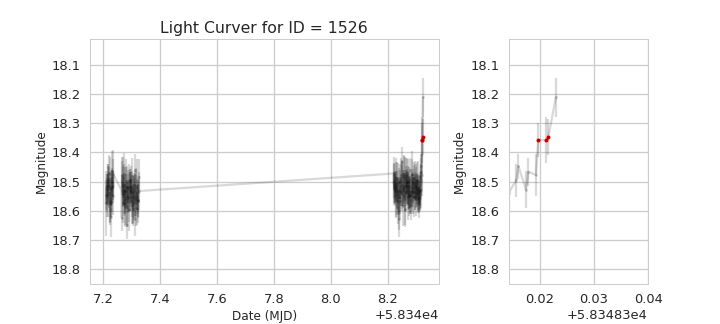 Light Curver for ID = 1526
Magnitude
18.1
18.2
18.3
18.4
18.5
18.6
18.7
18.8
7.2 7.4 7.6 7.8 8.0 8.2
Date (MJD)
+5.834e4
Magnitude
18.1
18.2
18.3
18.4
18.5
18.6
18.7
18.8
0.02 0.03 0.04
+5.83483e4